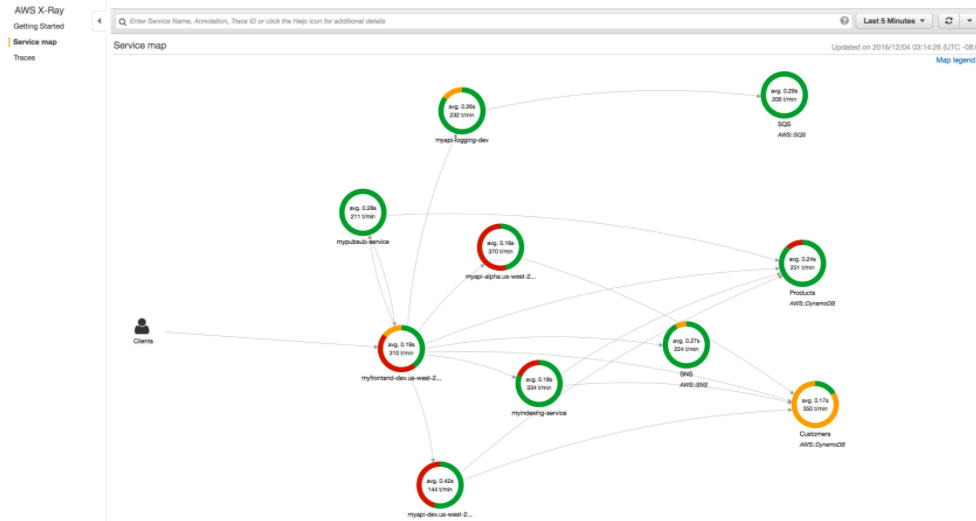 AWS X-Ray
Getting Started
Service map
Traces
Enter Service Name, Annotation, Trace ID or click the Help icon for additional details
Last 5 Minutes
Service map
Updated on 2016/12/04 03:14:26 (UTC -08:
Map legend
avg. 0.26s
232 t/min
myapi-logging-dev
avg. 0.29s
206 t/min
SQS
AWS::SQS
avg. 0.28s
211 t/min
mypubsub-service
avg. 0.16s
370 t/min
myapi-alpha.us-west-2...
avg. 0.24s
231 t/min
Products
AWS::DynamoDB
Clients
avg. 0.19s
310 t/min
myfrontend-dev.us-west-2...
avg. 0.27s
224 t/min
SNS
AWS::SNS
avg. 0.18s
334 t/min
myindexing-service
avg. 0.17s
350 t/min
Customers
AWS::DynamoDB
avg. 0.42s
144 t/min
myapi-dev.us-west-2...